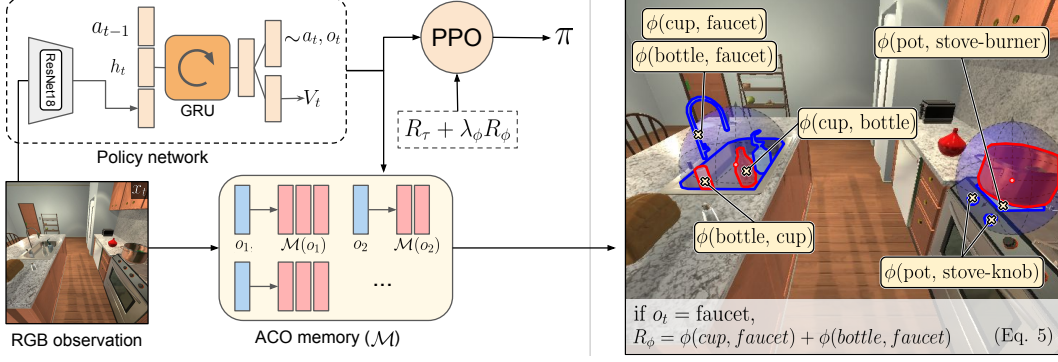 a_{t-1}
h_t
ResNet18
GRU
~a_t, o_t
V_t
Policy network
PPO
π
R_τ + λ_ϕ R_ϕ
x_t
RGB observation
o_1. M(o_1) o_2 M(o_2)
...
ACO memory (M)
ϕ(cup, faucet)
ϕ(bottle, faucet)
ϕ(pot, stove-burner)
ϕ(cup, bottle)
ϕ(bottle, cup)
ϕ(pot, stove-knob)
if o_t = faucet,
R_ϕ = ϕ(cup, faucet) + ϕ(bottle, faucet) (Eq. 5)